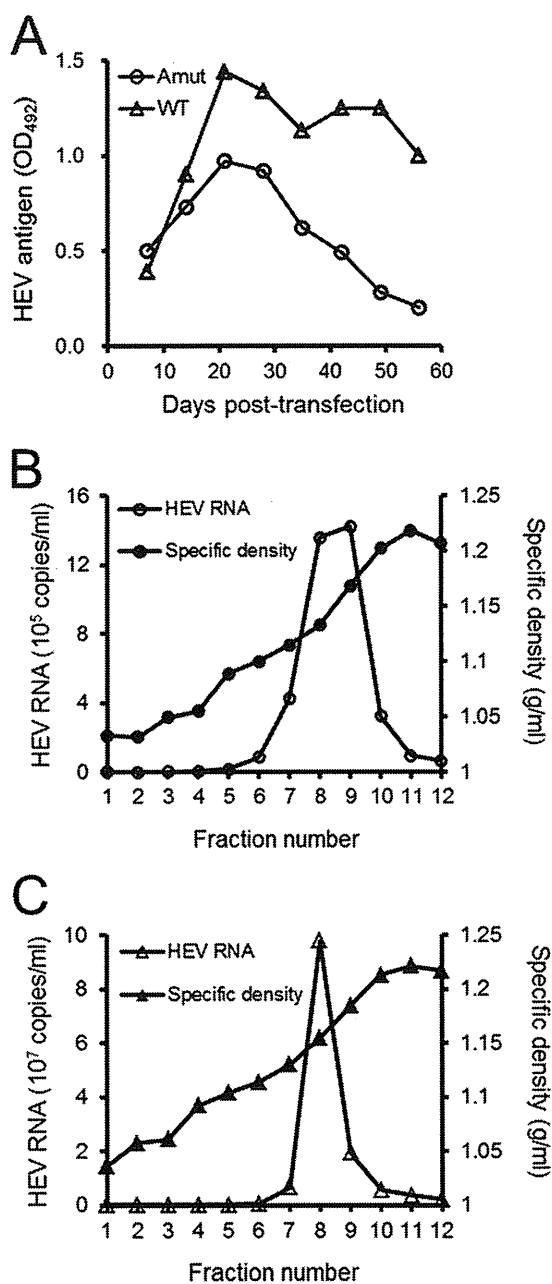 A
HEV antigen (OD492)
1.5
1.0
0.5
0.0
Amut
WT
0 10 20 30 40 50 60
Days post-transfection
B
HEV RNA (10^5 copies/ml)
16
12
8
4
0
HEV RNA
Specific density
1.25
1.2
1.15
1.1
1.05
1
Specific density (g/ml)
1 2 3 4 5 6 7 8 9 10 11 12
Fraction number
C
HEV RNA (10^7 copies/ml)
10
8
6
4
2
0
HEV RNA
Specific density
1.25
1.2
1.15
1.1
1.05
1
Specific density (g/ml)
1 2 3 4 5 6 7 8 9 10 11 12
Fraction number